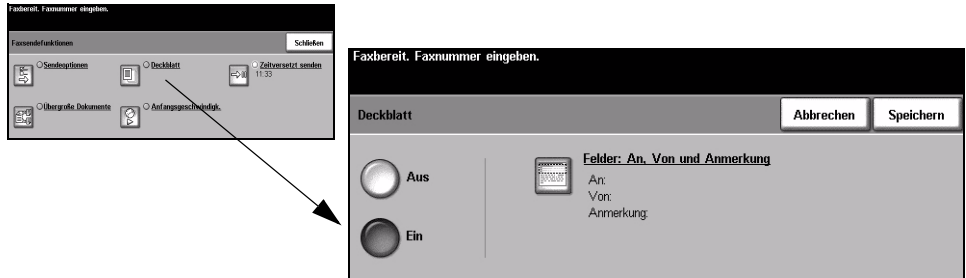 Faxbereit. Faxnummer eingeben.
Faxsendefunktionen
Schließen
Sendeoptionen
Deckblatt
Zeitversetzt senden
11:33
Übergroße Dokumente
Anfangsgeschwindigk.
Faxbereit. Faxnummer eingeben.
Deckblatt
Abbrechen
Speichern
Aus
Ein
Felder: An, Von und Anmerkung
An:
Von:
Anmerkung: